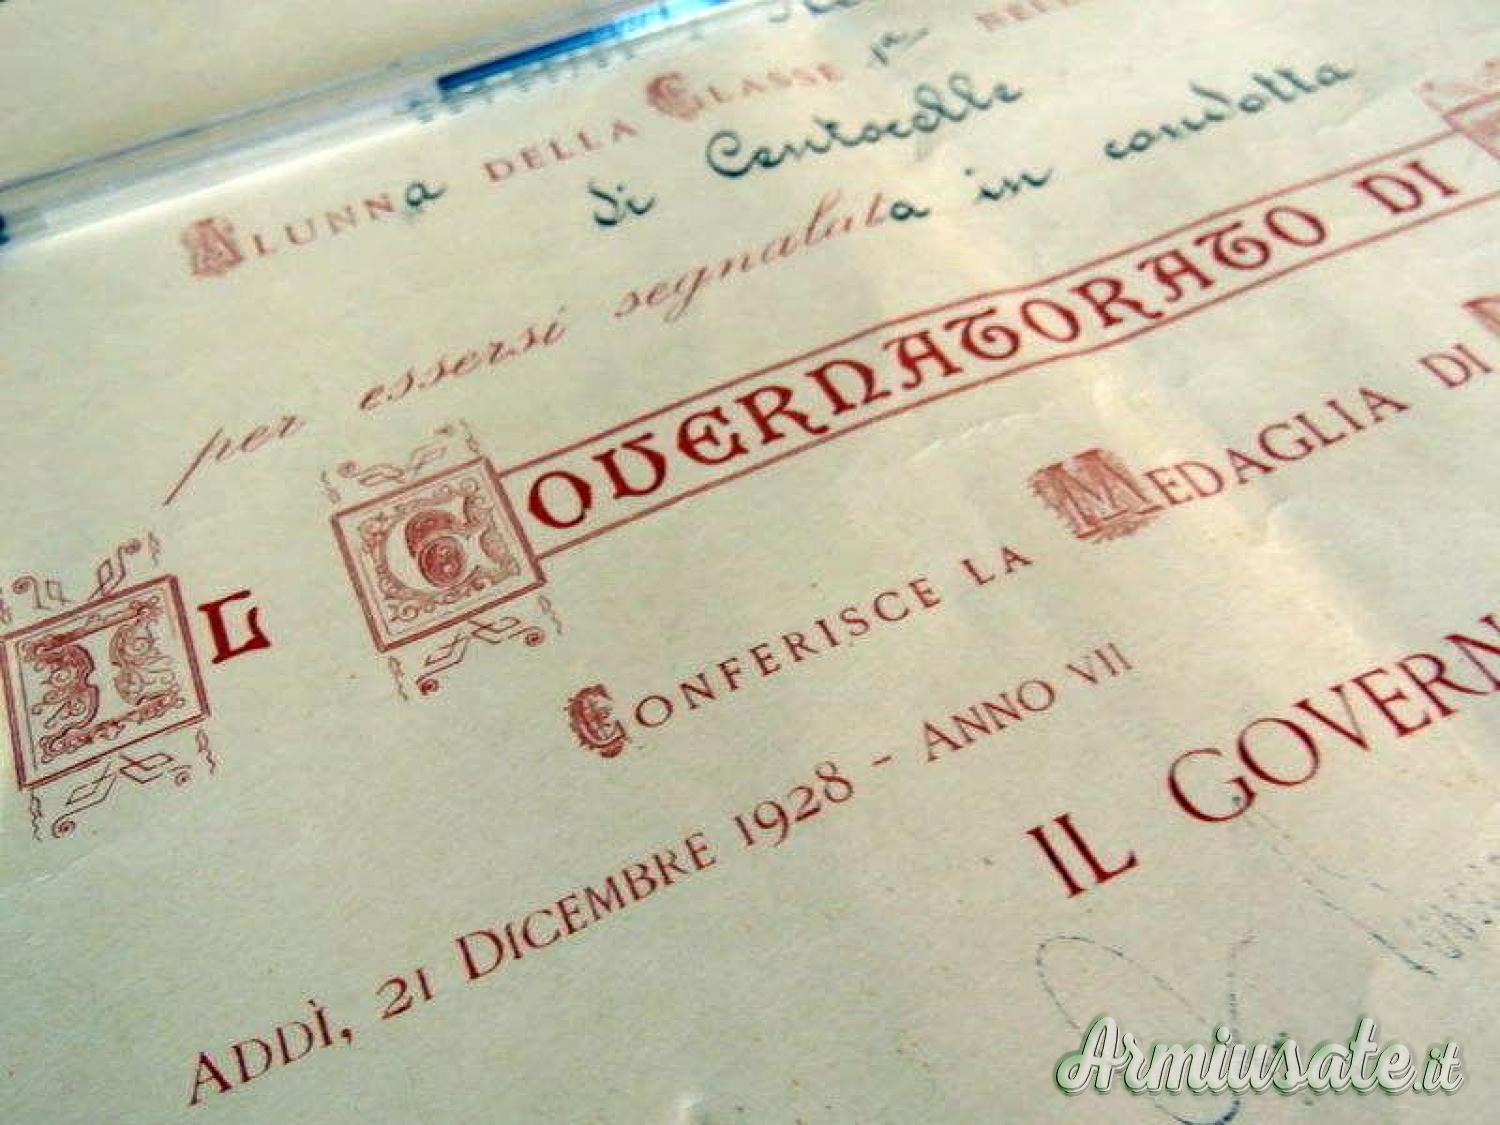 ALUNNa DELLA CLASSE 1a
di Centocelle
per essersi segnalata in condotta
IL GOVERNATORATO DI
CONFERISCE LA MEDAGLIA DI
ADDÌ, 21 DICEMBRE 1928 - ANNO VII
IL GOVERN
Armiusate.it